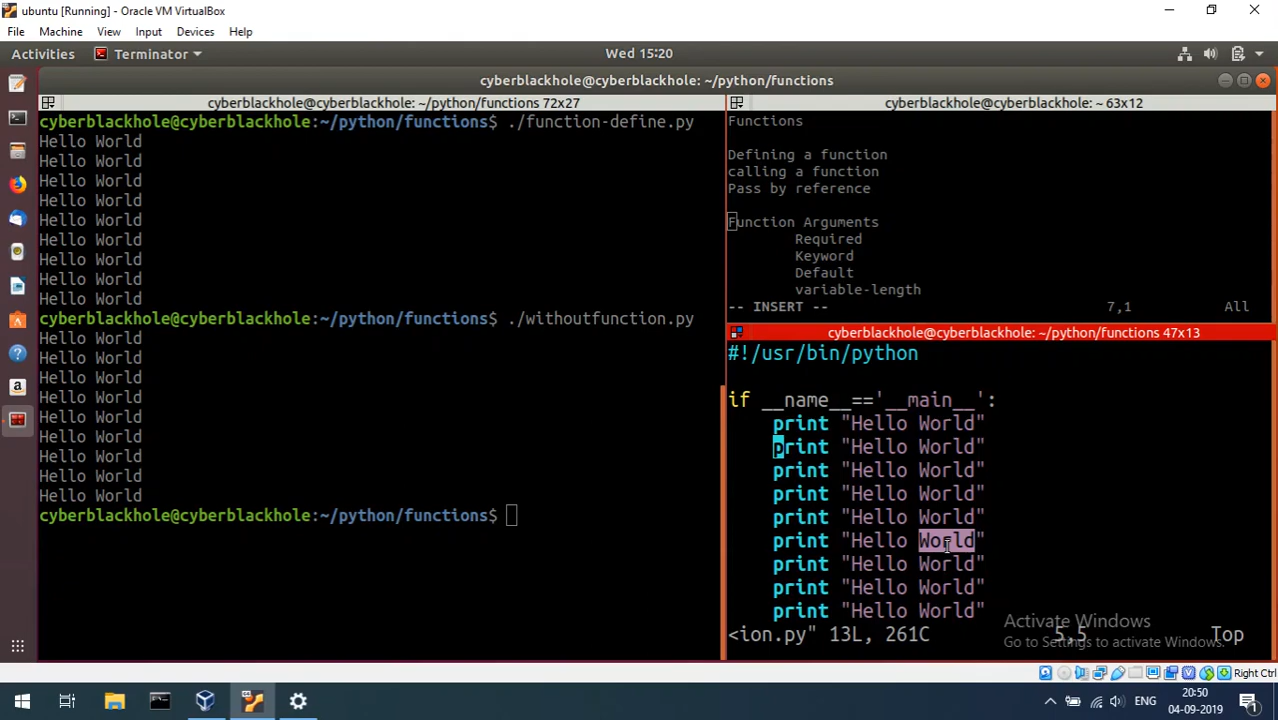 ubuntu [Running] - Oracle VM VirtualBox
File Machine View Input Devices Help
Activities Terminator Wed 15:20
cyberblackhole@cyberblackhole: ~/python/functions
cyberblackhole@cyberblackhole: ~/python/functions 72x27
cyberblackhole@cyberblackhole:~/python/functions$ ./function-define.py
Hello World
Hello World
Hello World
Hello World
Hello World
Hello World
Hello World
Hello World
Hello World
cyberblackhole@cyberblackhole:~/python/functions$ ./withoutfunction.py
Hello World
Hello World
Hello World
Hello World
Hello World
Hello World
Hello World
Hello World
Hello World
cyberblackhole@cyberblackhole:~/python/functions$
cyberblackhole@cyberblackhole: ~ 63x12
Functions
Defining a function
calling a function
Pass by reference
Function Arguments
Required
Keyword
Default
variable-length
-- INSERT -- 7,1 All
cyberblackhole@cyberblackhole: ~/python/functions 47x13
#!/usr/bin/python
if __name__=='__main__':
print "Hello World"
print "Hello World"
print "Hello World"
print "Hello World"
print "Hello World"
print "Hello World"
print "Hello World"
print "Hello World"
print "Hello World"
<ion.py" 13L, 261C 5,5 Top
Activate Windows
Go to Settings to activate Windows.
Right Ctrl
ENG
20:50
04-09-2019
1